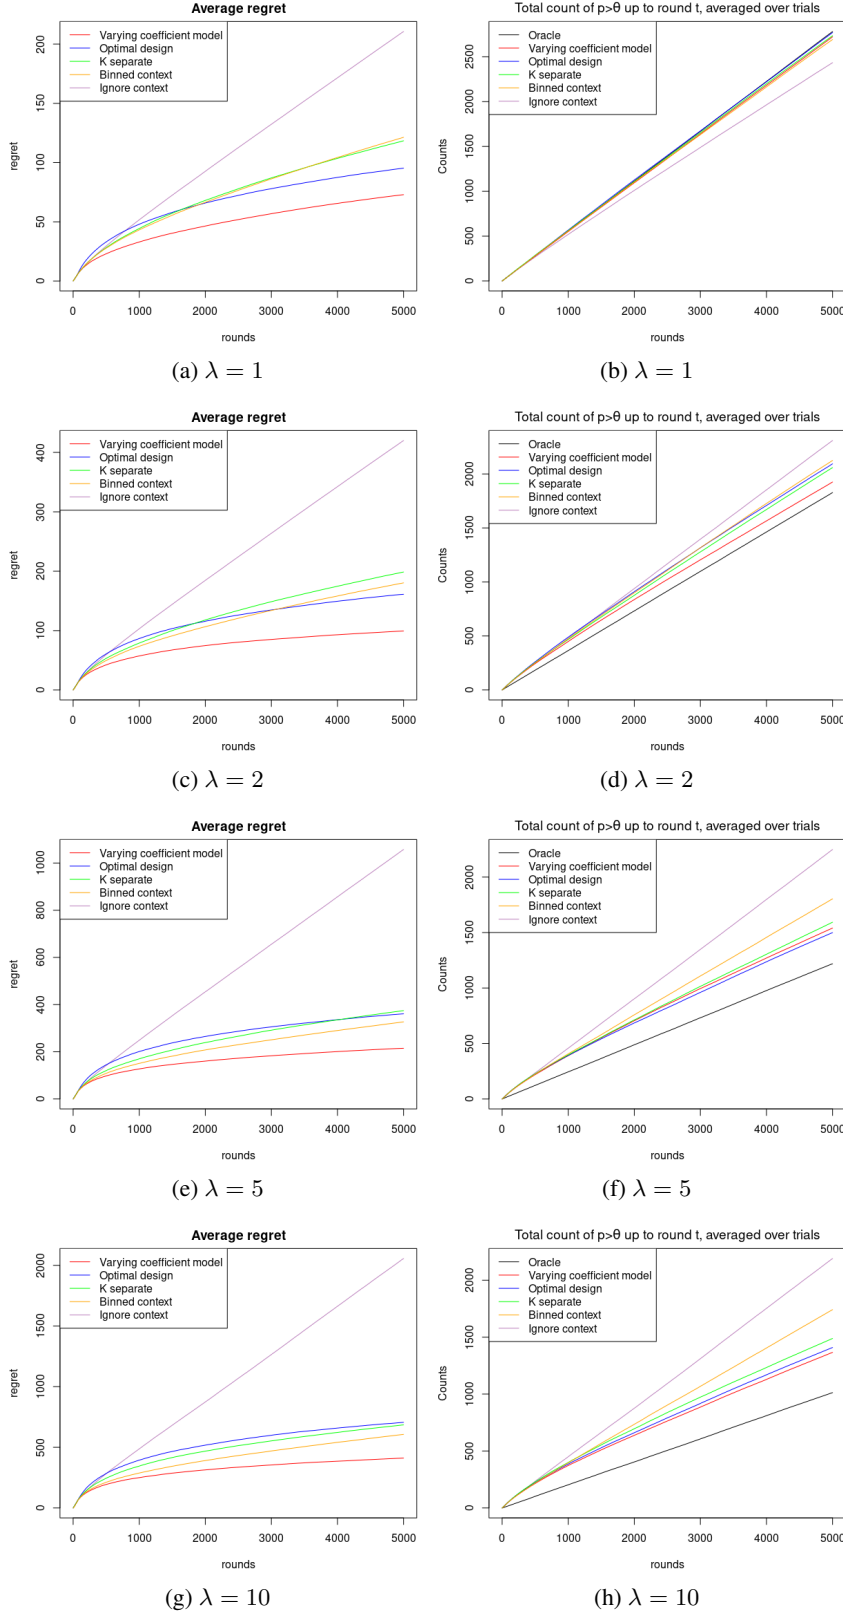 Average regret
Varying coefficient model
Optimal design
K separate
Binned context
Ignore context
regret
0 50 100 150 200
0 1000 2000 3000 4000 5000
rounds
(a) λ = 1
Total count of p>θ up to round t, averaged over trials
Oracle
Varying coefficient model
Optimal design
K separate
Binned context
Ignore context
Counts
0 500 1000 1500 2000 2500
0 1000 2000 3000 4000 5000
rounds
(b) λ = 1
Average regret
Varying coefficient model
Optimal design
K separate
Binned context
Ignore context
regret
0 100 200 300 400
0 1000 2000 3000 4000 5000
rounds
(c) λ = 2
Total count of p>θ up to round t, averaged over trials
Oracle
Varying coefficient model
Optimal design
K separate
Binned context
Ignore context
Counts
0 500 1000 1500 2000
0 1000 2000 3000 4000 5000
rounds
(d) λ = 2
Average regret
Varying coefficient model
Optimal design
K separate
Binned context
Ignore context
regret
0 200 400 600 800 1000
0 1000 2000 3000 4000 5000
rounds
(e) λ = 5
Total count of p>θ up to round t, averaged over trials
Oracle
Varying coefficient model
Optimal design
K separate
Binned context
Ignore context
Counts
0 500 1000 1500 2000
0 1000 2000 3000 4000 5000
rounds
(f) λ = 5
Average regret
Varying coefficient model
Optimal design
K separate
Binned context
Ignore context
regret
0 500 1000 1500 2000
0 1000 2000 3000 4000 5000
rounds
(g) λ = 10
Total count of p>θ up to round t, averaged over trials
Oracle
Varying coefficient model
Optimal design
K separate
Binned context
Ignore context
Counts
0 500 1000 1500 2000
0 1000 2000 3000 4000 5000
rounds
(h) λ = 10